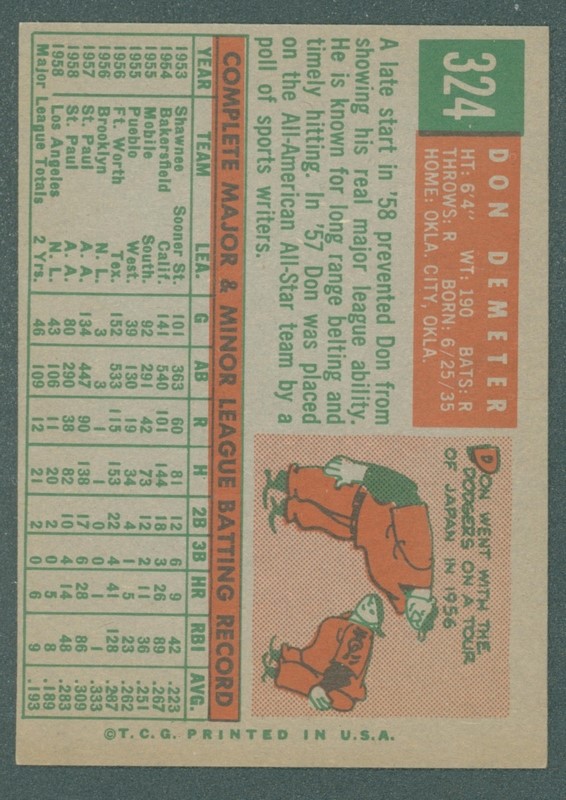 324
DON DEMETER
HT: 6'4" WT: 190 BATS: R
THROWS: R BORN: 6/25/35
HOME: OKLA. CITY, OKLA.
A late start in '58 prevented Don from
showing his real major league ability.
He is known for long range belting and
timely hitting. In '57 Don was placed
on the All-American All-Star team by a
poll of sports writers.
DON WENT WITH THE
DODGERS ON A TOUR
OF JAPAN IN 1956
COMPLETE MAJOR & MINOR LEAGUE BATTING RECORD
YEAR TEAM LEA. G AB R H 2B 3B HR RBI AVG.
1953 Shawnee Sooner St. 101 363 60 81 12 6 9 42 .223
1954 Bakersfield Calif. 141 540 101 144 18 3 26 89 .267
1955 Mobile South. 92 291 42 73 12 2 11 36 .251
1955 Pueblo West. 39 130 19 34 4 1 5 23 .262
1956 Ft. Worth Tex. 152 533 115 153 22 4 41 128 .287
1956 Brooklyn N. L. 3 3 1 1 0 0 1 1 .333
1957 St. Paul A. A. 134 447 90 138 17 6 28 86 .309
1958 St. Paul A. A. 80 290 38 82 10 4 14 48 .283
1958 Los Angeles N. L. 43 106 11 20 2 0 5 8 .189
Major League Totals 2 Yrs. 46 109 12 21 2 0 6 9 .193
©T.C.G. PRINTED IN U.S.A.